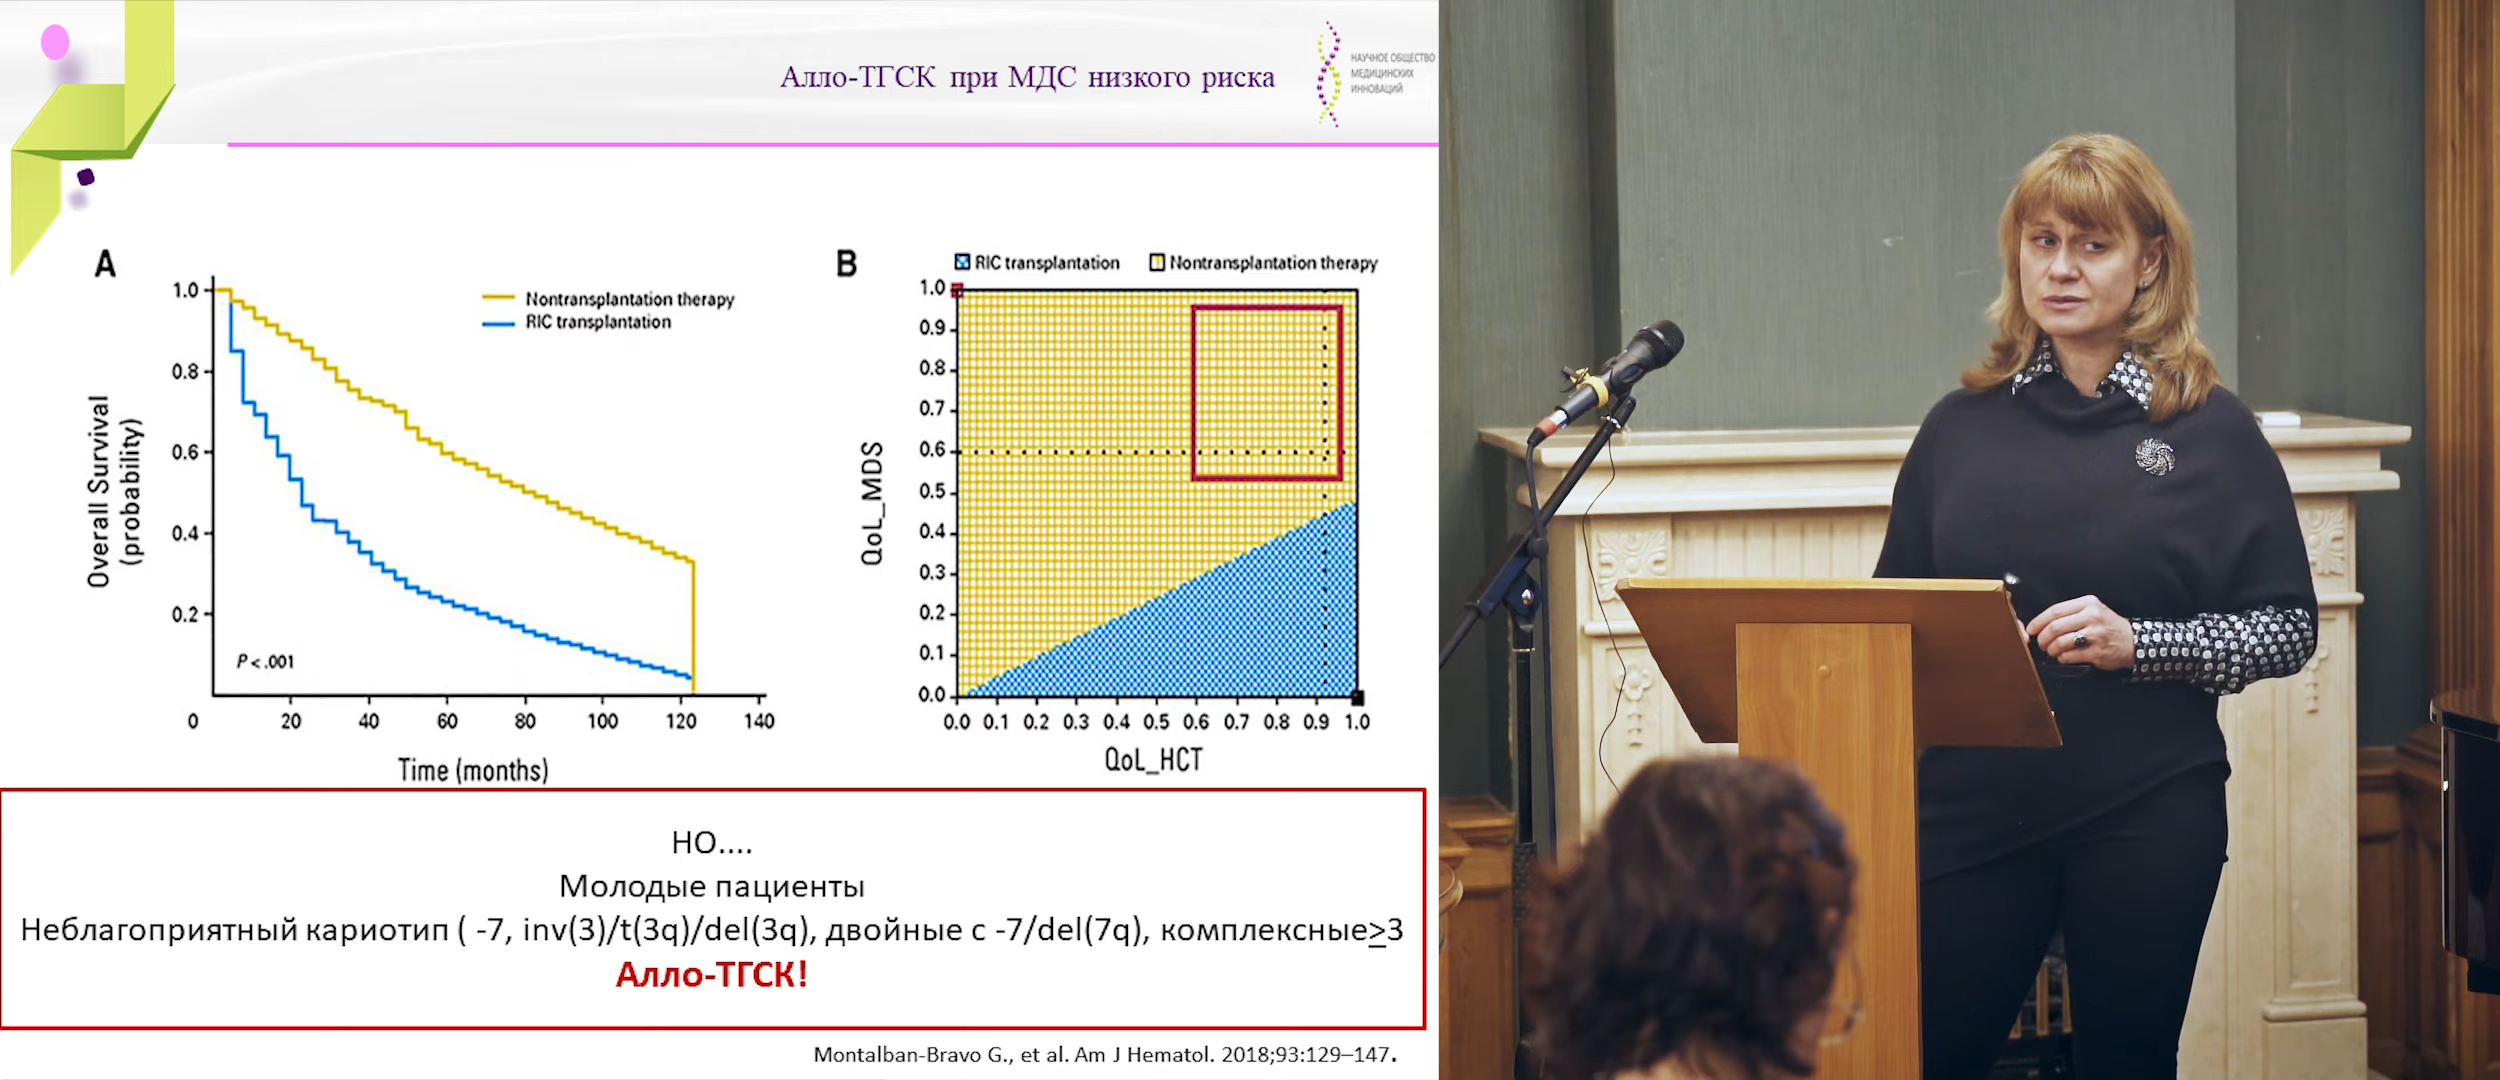 Алло-ТГСК при МДС низкого риска
НАУЧНОЕ ОБЩЕСТВО
МЕДИЦИНСКИХ
ИННОВАЦИЙ
A
Overall Survival
(probability)
1.0
0.8
0.6
0.4
0.2
Nontransplantation therapy
RIC transplantation
P < .001
0 20 40 60 80 100 120 140
Time (months)
B
RIC transplantation Nontransplantation therapy
QoL_MDS
1.0
0.9
0.8
0.7
0.6
0.5
0.4
0.3
0.2
0.1
0.0
0.0 0.1 0.2 0.3 0.4 0.5 0.6 0.7 0.8 0.9 1.0
QoL_HCT
НО....
Молодые пациенты
Неблагоприятный кариотип ( -7, inv(3)/t(3q)/del(3q), двойные с -7/del(7q), комплексные≥3
Алло-ТГСК!
Montalban-Bravo G., et al. Am J Hematol. 2018;93:129–147.